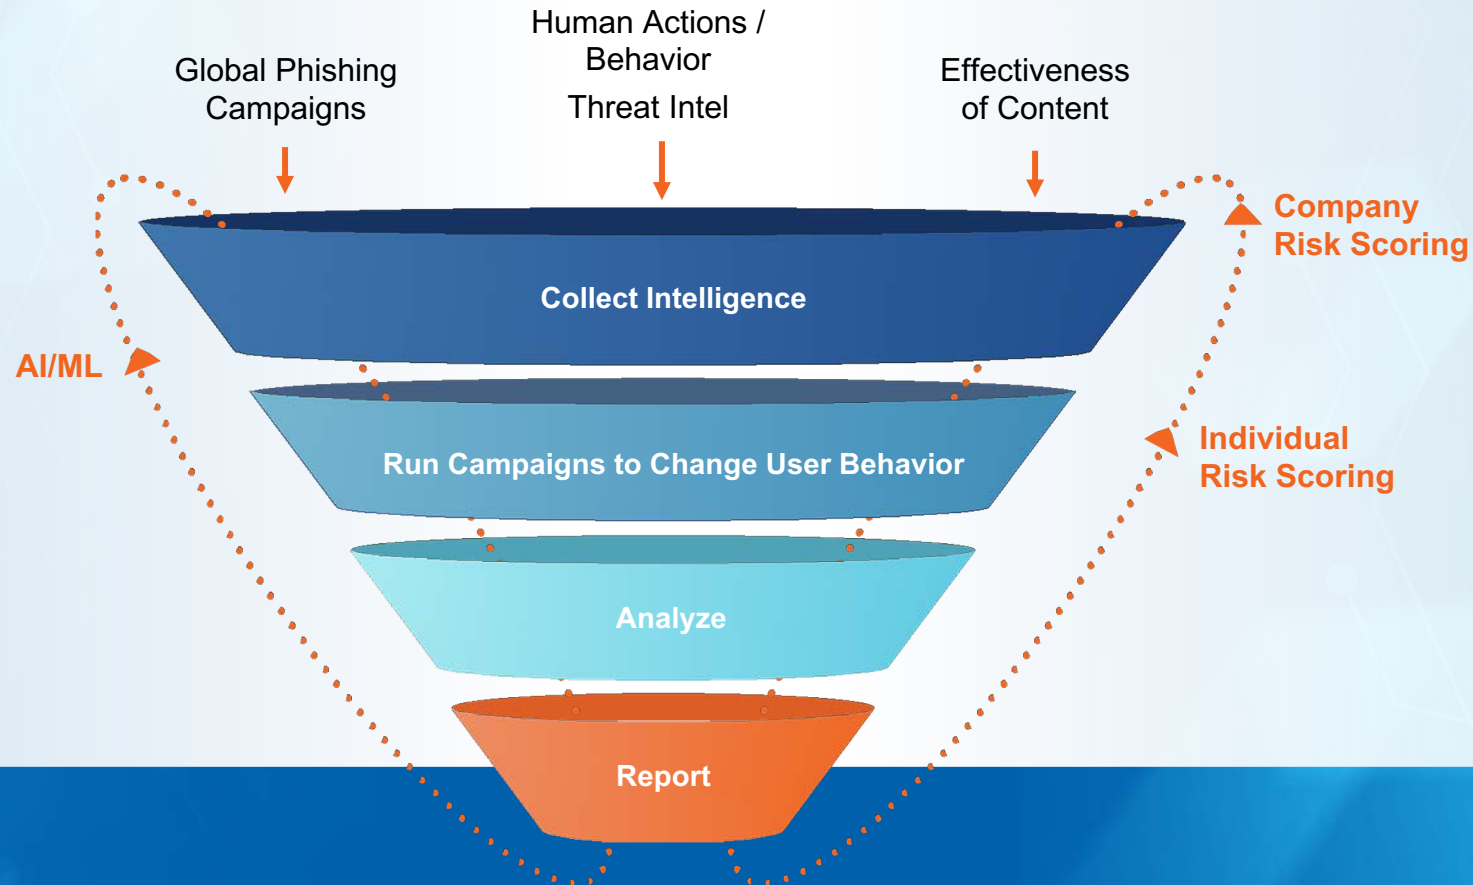 Human Actions /
Behavior
Threat Intel
Global Phishing
Campaigns
Effectiveness
of Content
Company
Risk Scoring
Collect Intelligence
AI/ML
Individual
Risk Scoring
Run Campaigns to Change User Behavior
Analyze
Report